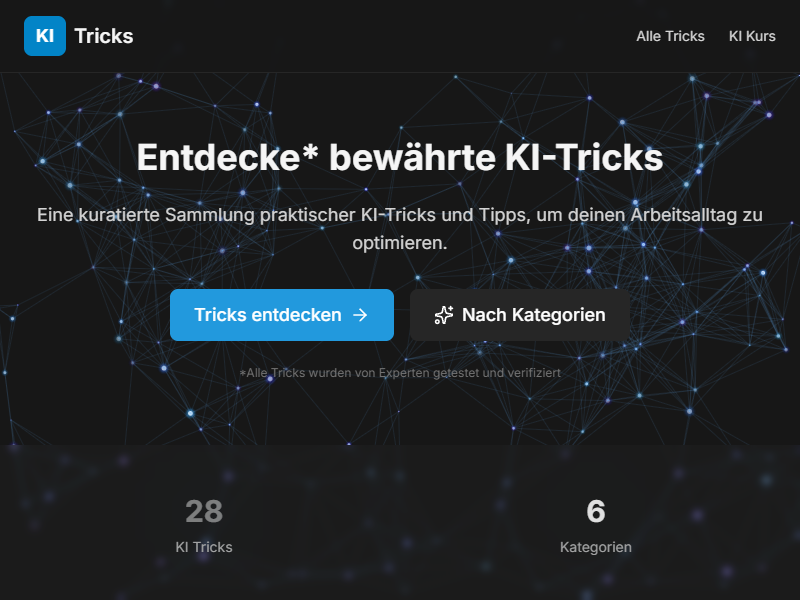 KI Tricks
Alle Tricks
KI Kurs
Entdecke* bewährte KI-Tricks
Eine kuratierte Sammlung praktischer KI-Tricks und Tipps, um deinen Arbeitsalltag zu
optimieren.
Tricks entdecken
Nach Kategorien
*Alle Tricks wurden von Experten getestet und verifiziert
28
KI Tricks
6
Kategorien